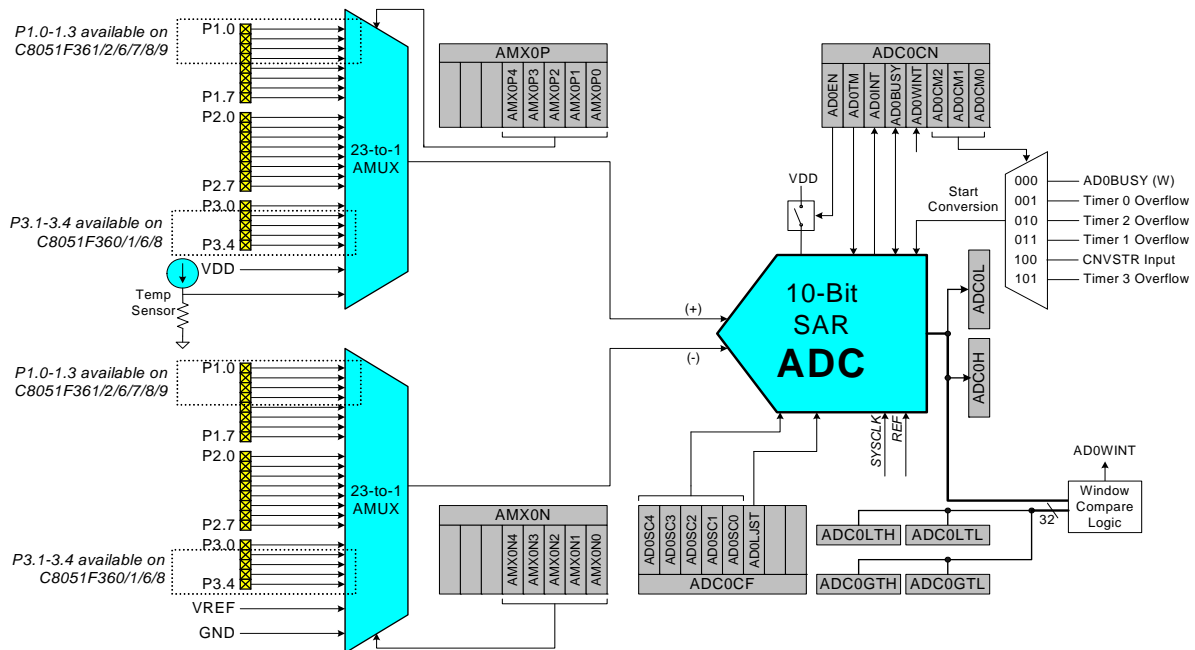 P1.0-1.3 available on
C8051F361/2/6/7/8/9
P1.0
P1.7
P2.0
P2.7
P3.1-3.4 available on
C8051F360/1/6/8
P3.0
P3.4
VDD
Temp
Sensor
23-to-1
AMUX
AMX0P
AMX0P4
AMX0P3
AMX0P2
AMX0P1
AMX0P0
ADC0CN
AD0EN
AD0TM
AD0INT
AD0BUSY
AD0WINT
AD0CM2
AD0CM1
AD0CM0
VDD
Start
Conversion
000
AD0BUSY (W)
001
Timer 0 Overflow
010
Timer 2 Overflow
011
Timer 1 Overflow
100
CNVSTR Input
101
Timer 3 Overflow
(+)
(-)
10-Bit
SAR
ADC
ADC0L
ADC0H
SYSCLK
REF
P1.0-1.3 available on
C8051F361/2/6/7/8/9
P1.0
P1.7
P2.0
P2.7
P3.1-3.4 available on
C8051F360/1/6/8
P3.0
P3.4
VREF
GND
23-to-1
AMUX
AMX0N
AMX0N4
AMX0N3
AMX0N2
AMX0N1
AMX0N0
AD0SC4
AD0SC3
AD0SC2
AD0SC1
AD0SC0
AD0LJST
ADC0CF
AD0WINT
Window
Compare
Logic
32
ADC0LTH
ADC0LTL
ADC0GTH
ADC0GTL